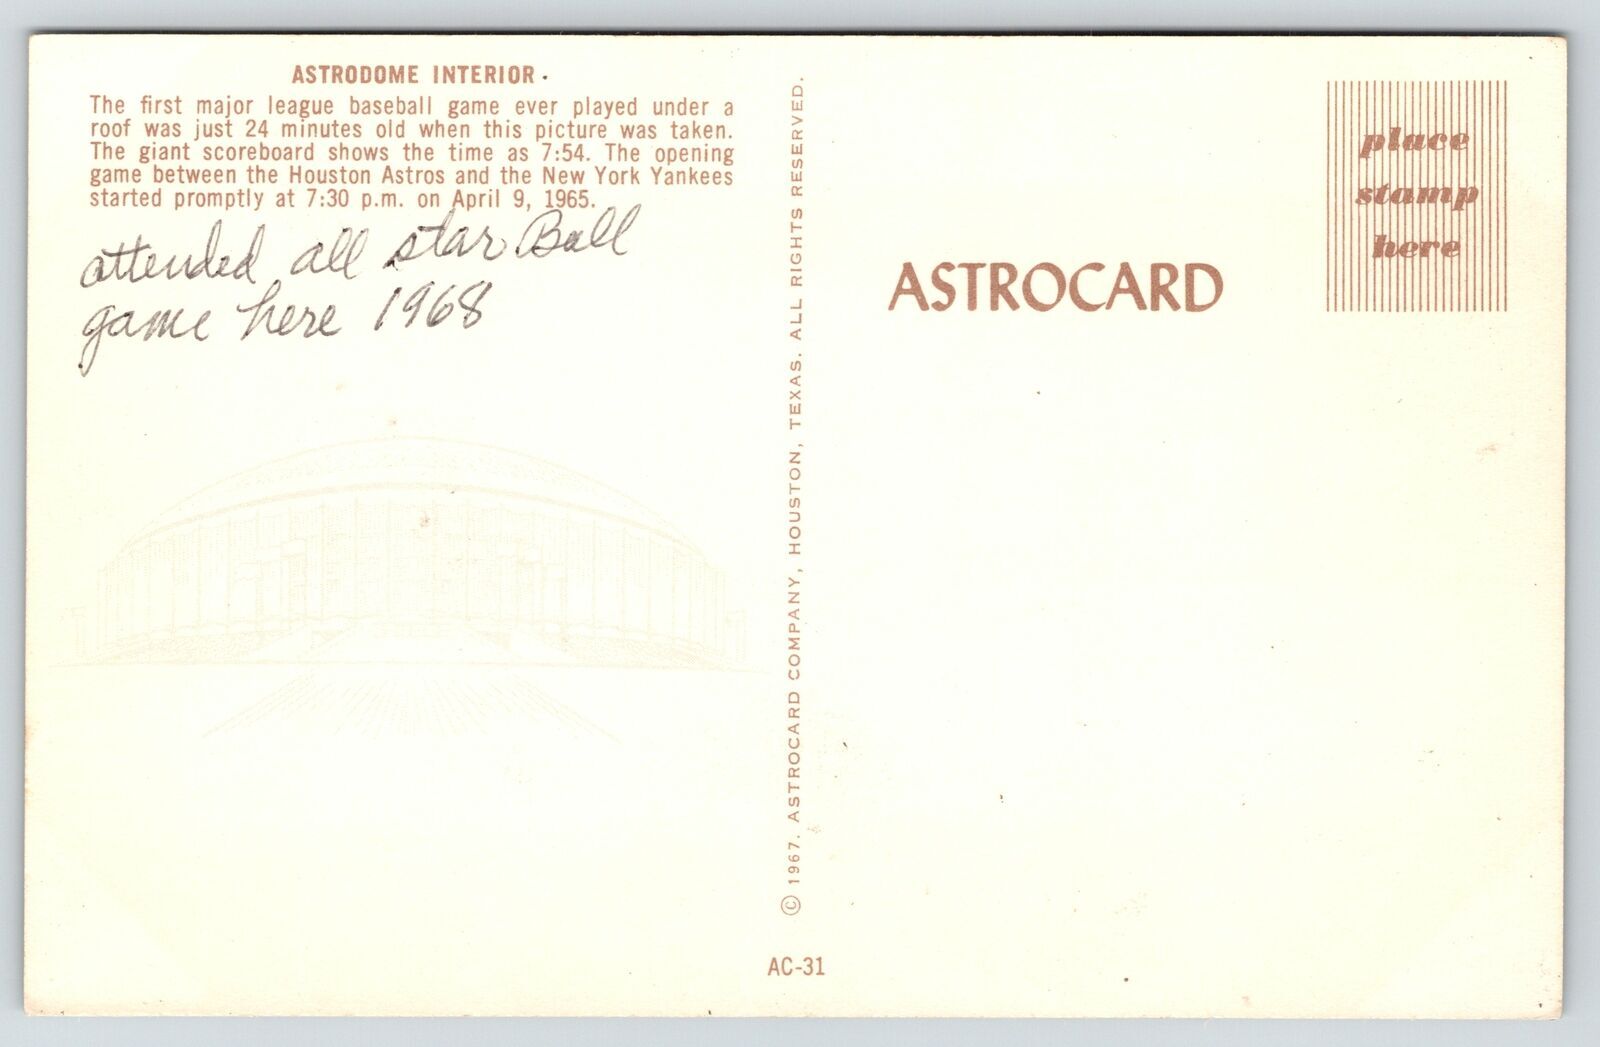 ASTRODOME INTERIOR.
The first major league baseball game ever played under a
roof was just 24 minutes old when this picture was taken.
The giant scoreboard shows the time as 7:54. The opening
game between the Houston Astros and the New York Yankees
started promptly at 7:30 p.m. on April 9, 1965.
attended all star Ball
game here 1968
© 1967. ASTROCARD COMPANY, HOUSTON, TEXAS. ALL RIGHTS RESERVED.
AC-31
ASTROCARD
place
stamp
here